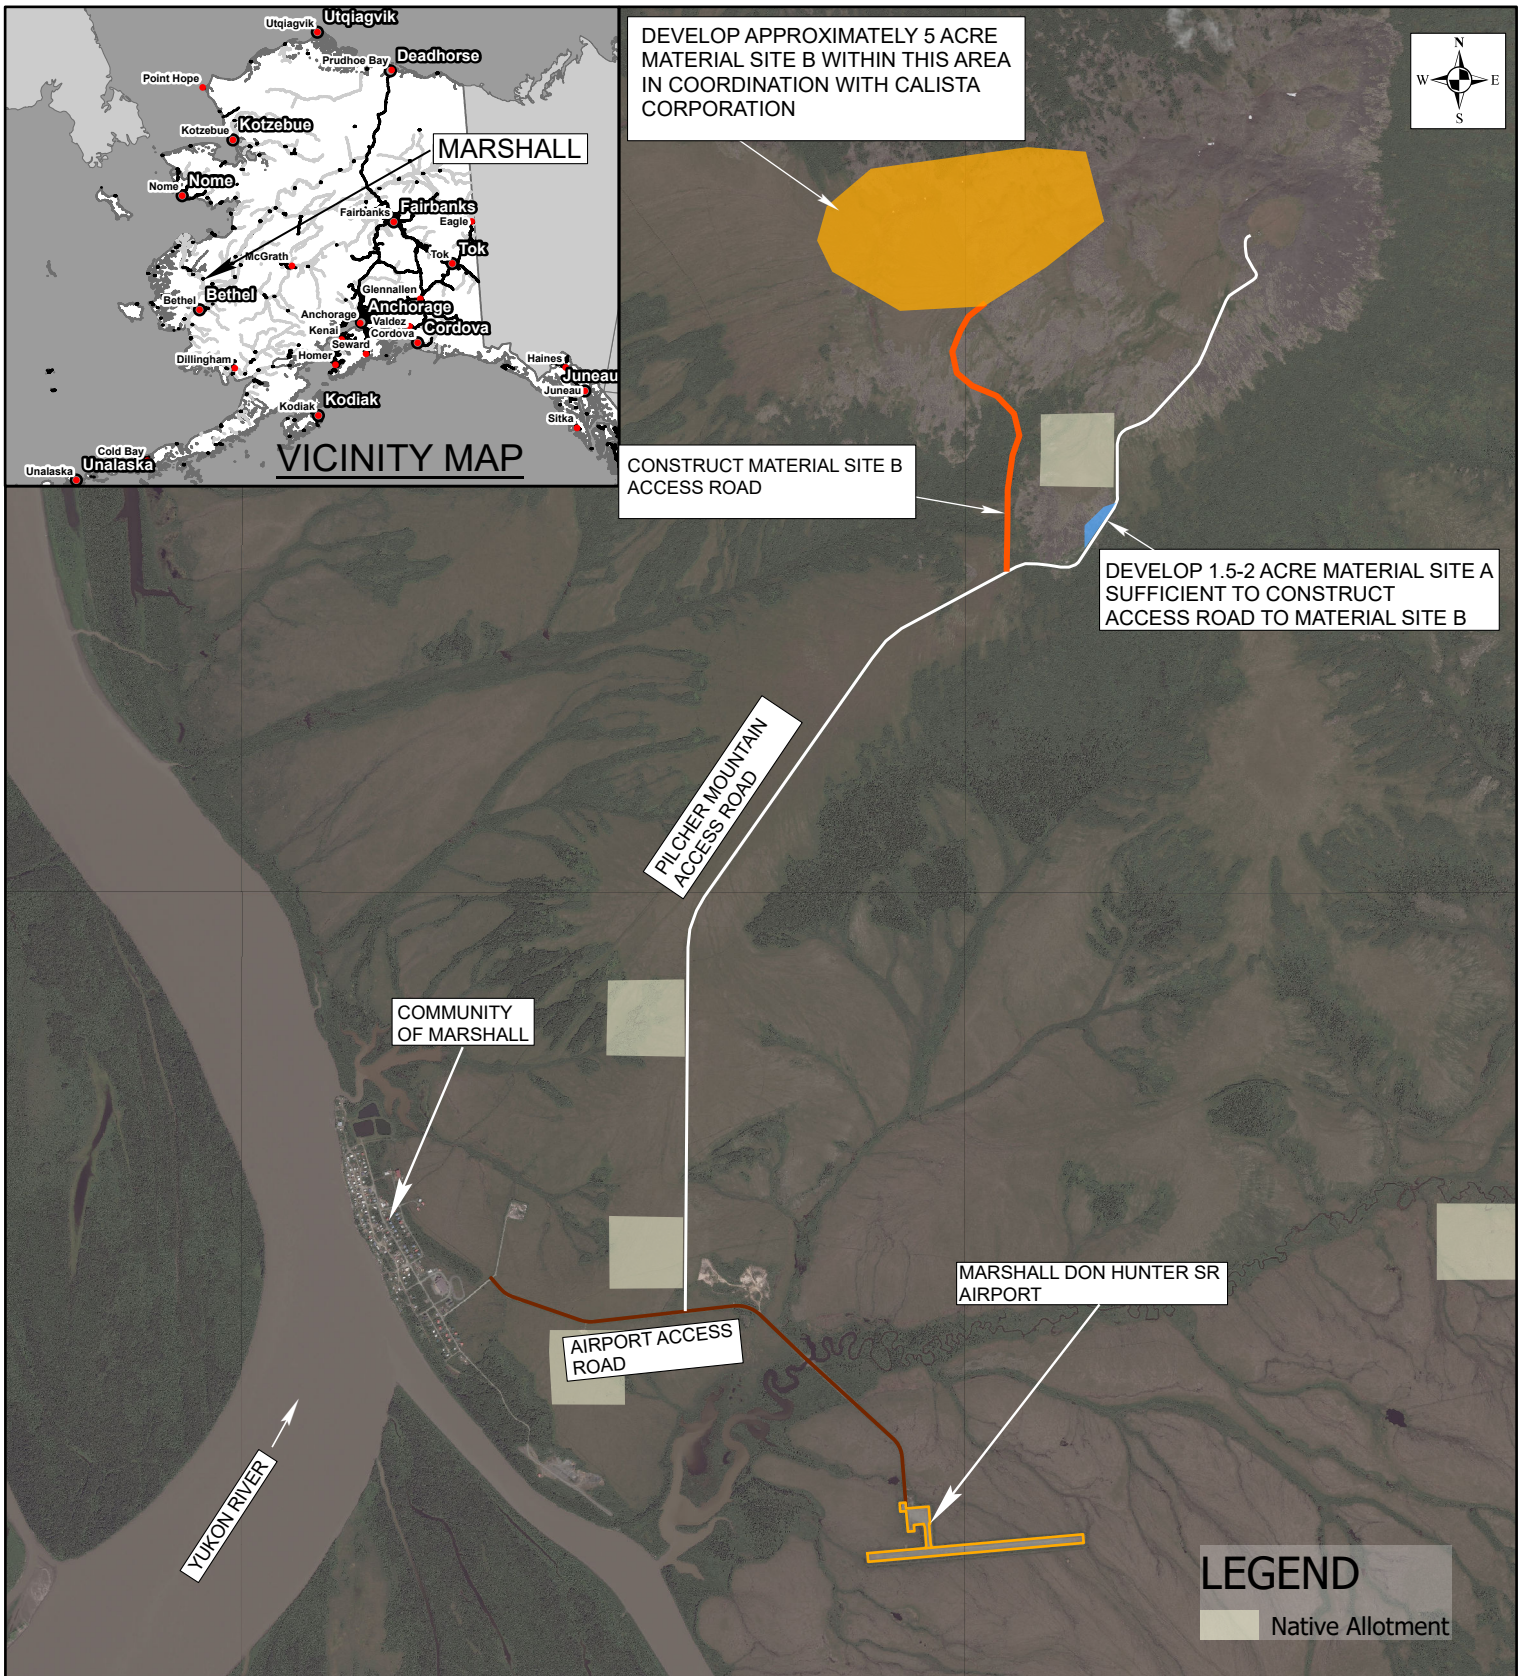 Utqiagvik
Utqiagvik
Prudhoe Bay
Deadhorse
Point Hope
Kotzebue
Kotzebue
MARSHALL
Nome
Nome
Fairbanks
Fairbanks
Eagle
McGrath
Tok
Tok
Glennallen
Bethel
Bethel
Anchorage
Anchorage
Valdez
Kenai
Cordova
Cordova
Seward
Homer
Dillingham
Haines
Juneau
Juneau
Kodiak
Kodiak
Sitka
Cold Bay
Unalaska
Unalaska
VICINITY MAP
DEVELOP APPROXIMATELY 5 ACRE
MATERIAL SITE B WITHIN THIS AREA
IN COORDINATION WITH CALISTA
CORPORATION
N
W
E
S
CONSTRUCT MATERIAL SITE B
ACCESS ROAD
DEVELOP 1.5-2 ACRE MATERIAL SITE A
SUFFICIENT TO CONSTRUCT
ACCESS ROAD TO MATERIAL SITE B
PILCHER MOUNTAIN
ACCESS ROAD
COMMUNITY
OF MARSHALL
MARSHALL DON HUNTER SR
AIRPORT
AIRPORT ACCESS
ROAD
YUKON RIVER
LEGEND
Native Allotment